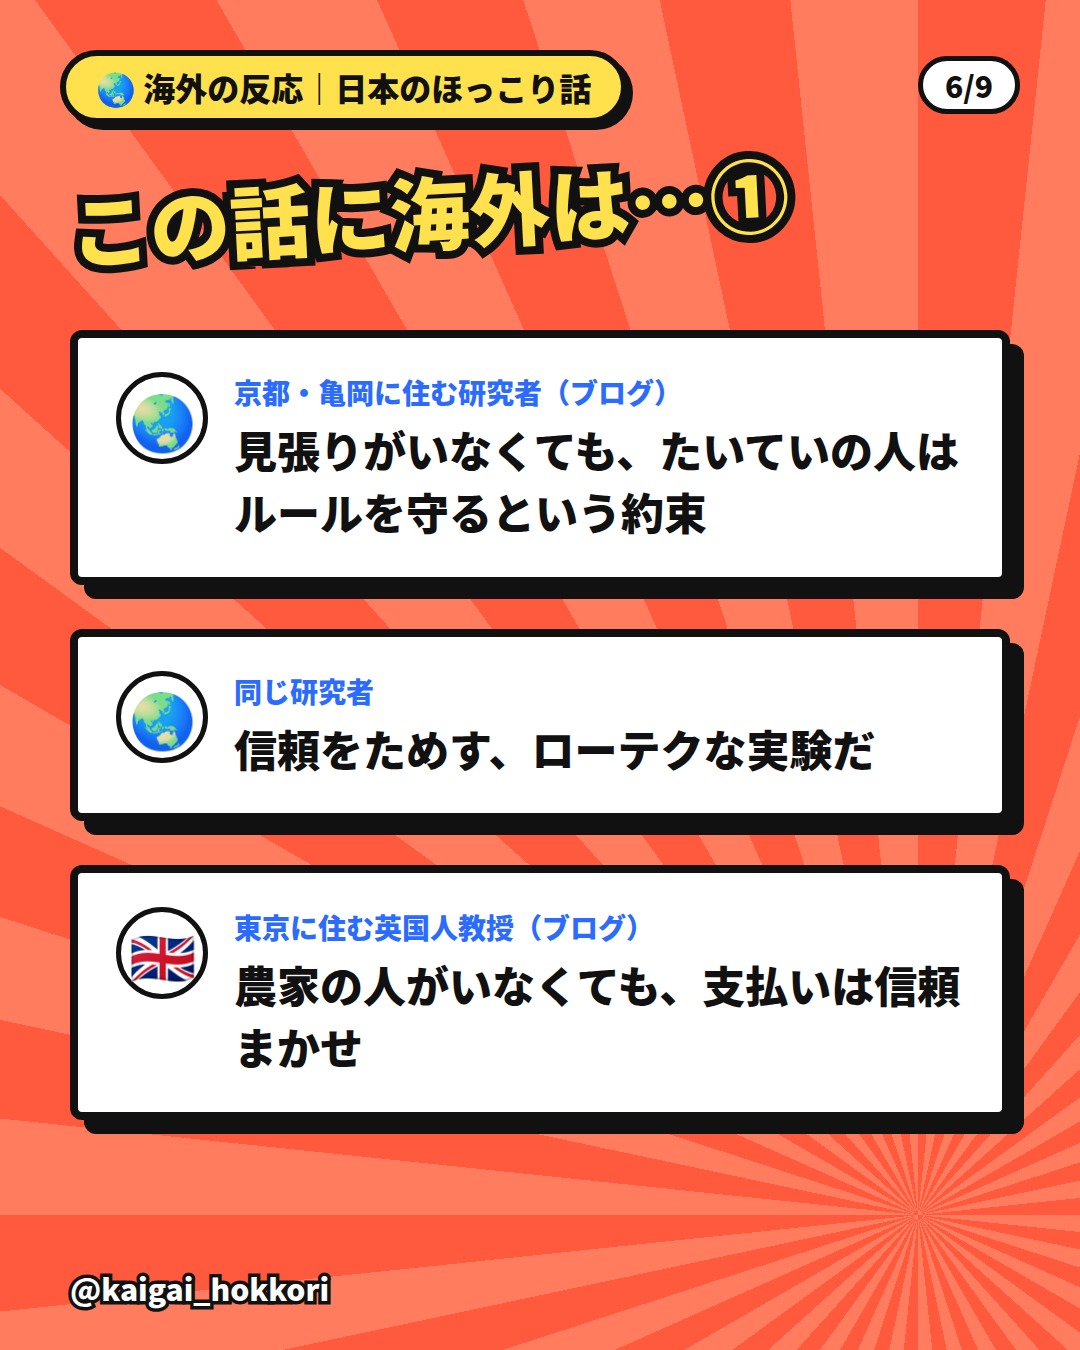 🌏 海外の反応｜日本のほっこり話
6/9
この話に海外は…①
京都・亀岡に住む研究者（ブログ）
見張りがいなくても、たいていの人は
ルールを守るという約束
同じ研究者
信頼をためす、ローテクな実験だ
東京に住む英国人教授（ブログ）
農家の人がいなくても、支払いは信頼
まかせ
@kaigai_hokkori